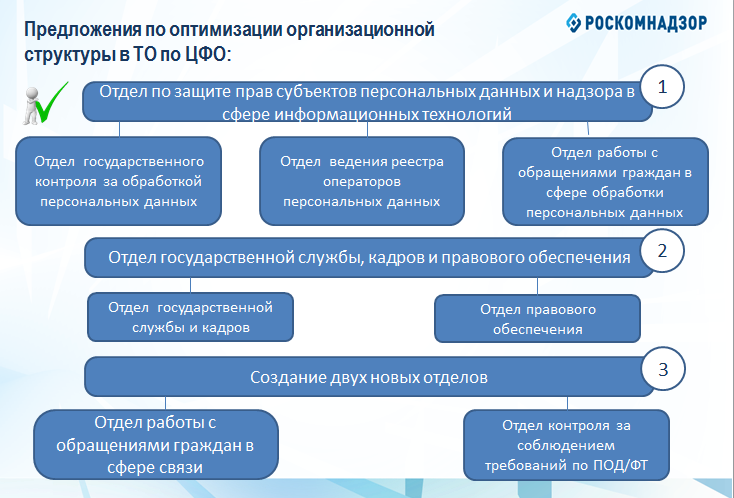 Предложения по оптимизации организационной
структуры в ТО по ЦФО:
РОСКОМНАДЗОР
Отдел по защите прав субъектов персональных данных и надзора в
сфере информационных технологий
1
Отдел государственного
контроля за обработкой
персональных данных
Отдел ведения реестра
операторов
персональных данных
Отдел работы с
обращениями граждан в
сфере обработки
персональных данных
Отдел государственной службы, кадров и правового обеспечения
2
Отдел государственной
службы и кадров
Отдел правового
обеспечения
Создание двух новых отделов
3
Отдел работы с
обращениями граждан в
сфере связи
Отдел контроля за
соблюдением
требований по ПОД/ФТ